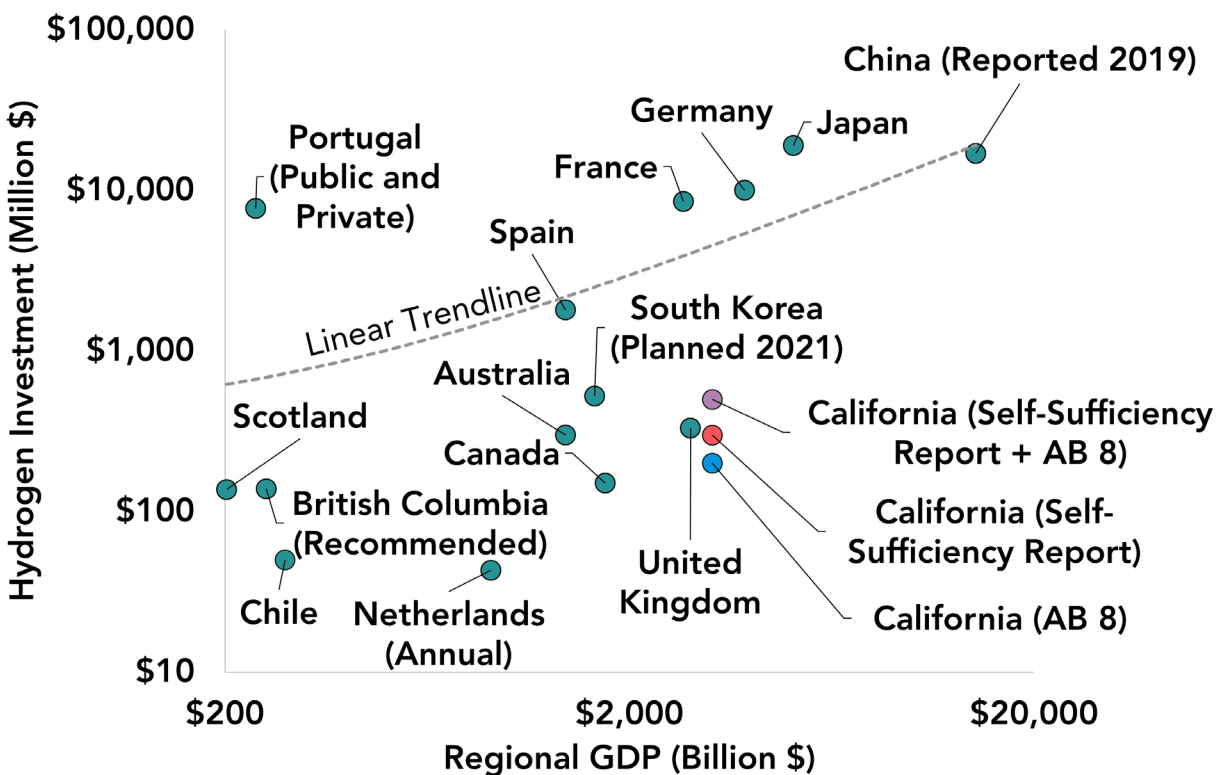 $100,000
$10,000
$1,000
$100
$10
Hydrogen Investment (Million $)
China (Reported 2019)
Germany
Japan
Portugal
(Public and
Private)
France
Spain
Linear Trendline
South Korea
(Planned 2021)
Australia
Scotland
California (Self-Sufficiency
Report + AB 8)
Canada
British Columbia
(Recommended)
California (Self-
Sufficiency Report)
United
Kingdom
Chile
Netherlands
(Annual)
California (AB 8)
$200
$2,000
$20,000
Regional GDP (Billion $)